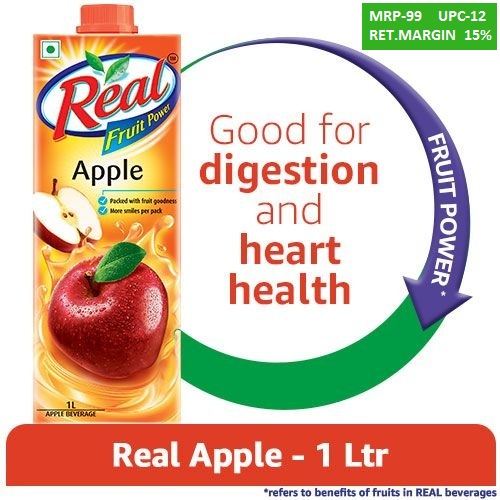 MRP-99 UPC-12
RET.MARGIN 15%
Real
TM
Fruit Power
Apple
Packed with fruit goodness
More smiles per pack
1L
APPLE BEVERAGE
Good for
digestion
and
heart
health
FRUIT POWER*
Real Apple - 1 Ltr
*refers to benefits of fruits in REAL beverages